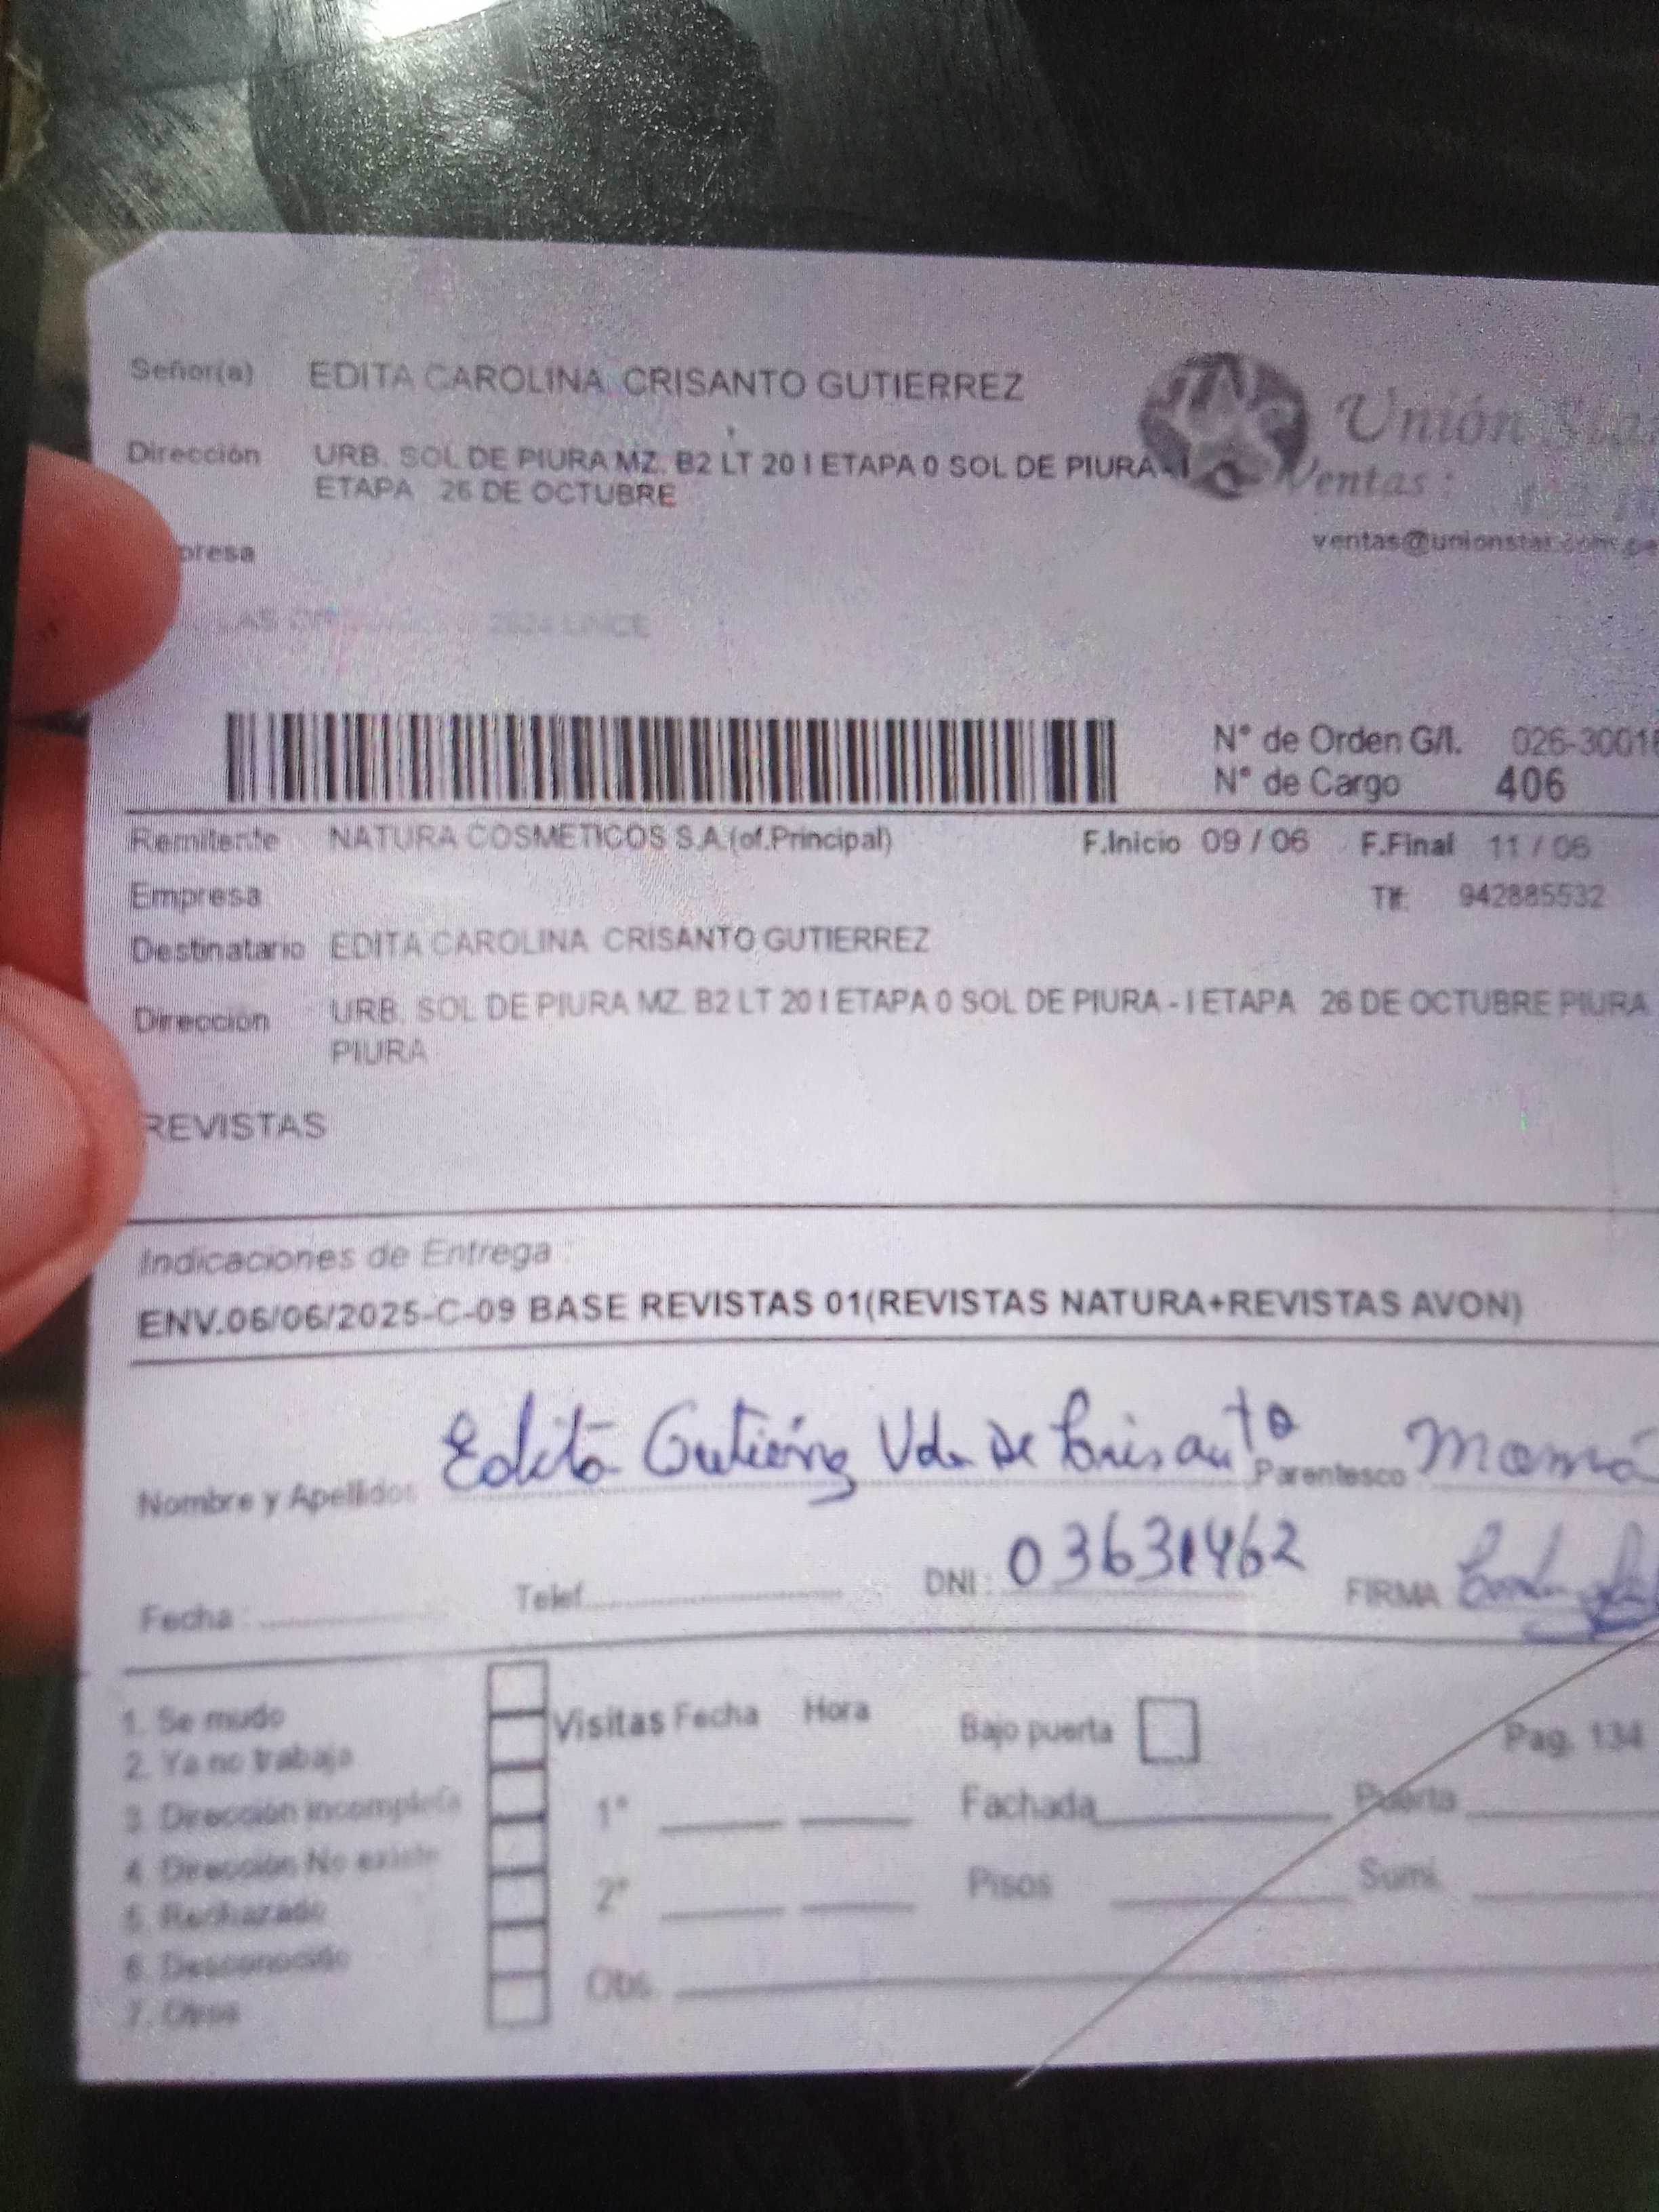 Señor(a) EDITA CAROLINA CRISANTO GUTIERREZ
Unión
Dirección URB. SOL DE PIURA MZ. B2 LT 20 I ETAPA 0 SOL DE PIURA - I
ETAPA 26 DE OCTUBRE
Ventas :
ventas@unionstar.com.pe
presa
LAS 2024 LINCE
N° de Orden G/I. 026-3001
N° de Cargo 406
Remitente NATURA COSMETICOS S.A.(of.Principal) F.Inicio 09 / 06 F.Final 11 / 06
Empresa Tlf: 942885532
Destinatario EDITA CAROLINA CRISANTO GUTIERREZ
Dirección URB. SOL DE PIURA MZ. B2 LT 20 I ETAPA 0 SOL DE PIURA - I ETAPA 26 DE OCTUBRE PIURA
PIURA
REVISTAS
Indicaciones de Entrega :
ENV.06/06/2025-C-09 BASE REVISTAS 01(REVISTAS NATURA+REVISTAS AVON)
Nombre y Apellidos Edita Gutiérrez Vda De Crisanto Parentesco Mamá
Fecha : Telef. DNI : 03631462 FIRMA
1. Se mudo
2. Ya no trabaja
3. Dirección incompleta
4. Dirección No existe
5. Rechazado
6. Desconocido
7. Otros
Visitas Fecha Hora Bajo puerta Pag. 134
1° Fachada Puerta
2° Pisos Sumi.
Obs.